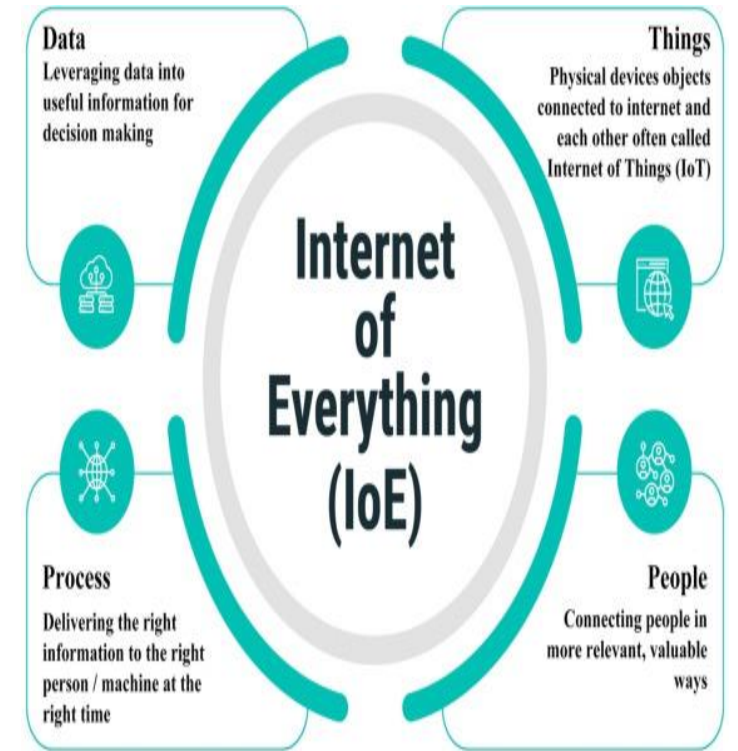 Data
Leveraging data into
useful information for
decision making
Things
Physical devices objects
connected to internet and
each other often called
Internet of Things (IoT)
Internet
of
Everything
(IoE)
Process
Delivering the right
information to the right
person / machine at the
right time
People
Connecting people in
more relevant, valuable
ways